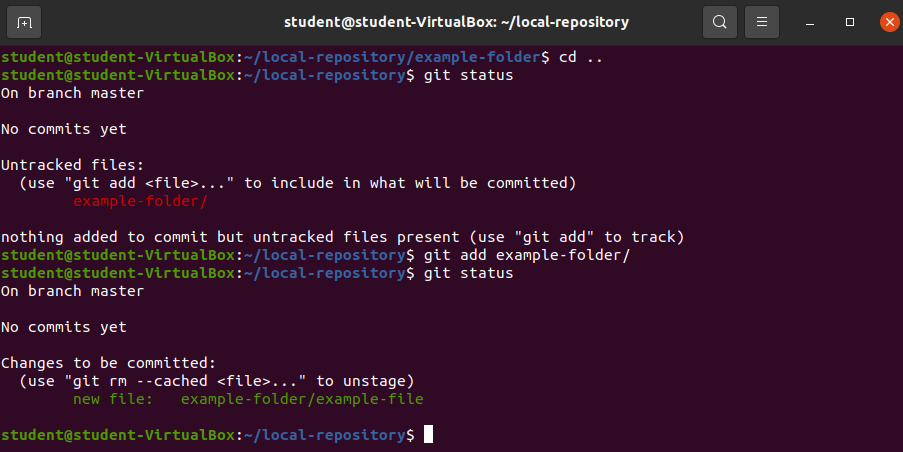 student@student-VirtualBox: ~/local-repository
student@student-VirtualBox:~/local-repository/example-folder$ cd ..
student@student-VirtualBox:~/local-repository$ git status
On branch master

No commits yet

Untracked files:
  (use "git add <file>..." to include in what will be committed)
        example-folder/

nothing added to commit but untracked files present (use "git add" to track)
student@student-VirtualBox:~/local-repository$ git add example-folder/
student@student-VirtualBox:~/local-repository$ git status
On branch master

No commits yet

Changes to be committed:
  (use "git rm --cached <file>..." to unstage)
        new file:   example-folder/example-file

student@student-VirtualBox:~/local-repository$